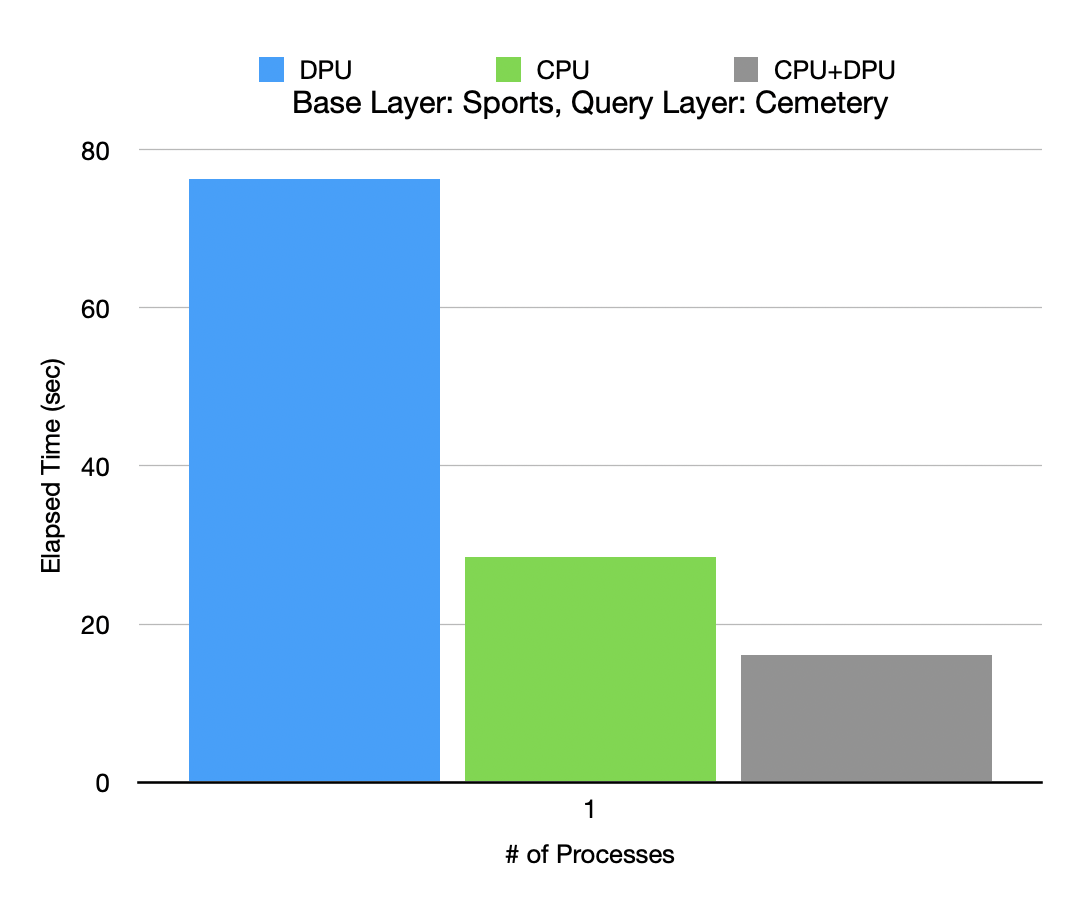 DPU CPU CPU+DPU
Base Layer: Sports, Query Layer: Cemetery
80
60
40
20
0
Elapsed Time (sec)
1
# of Processes